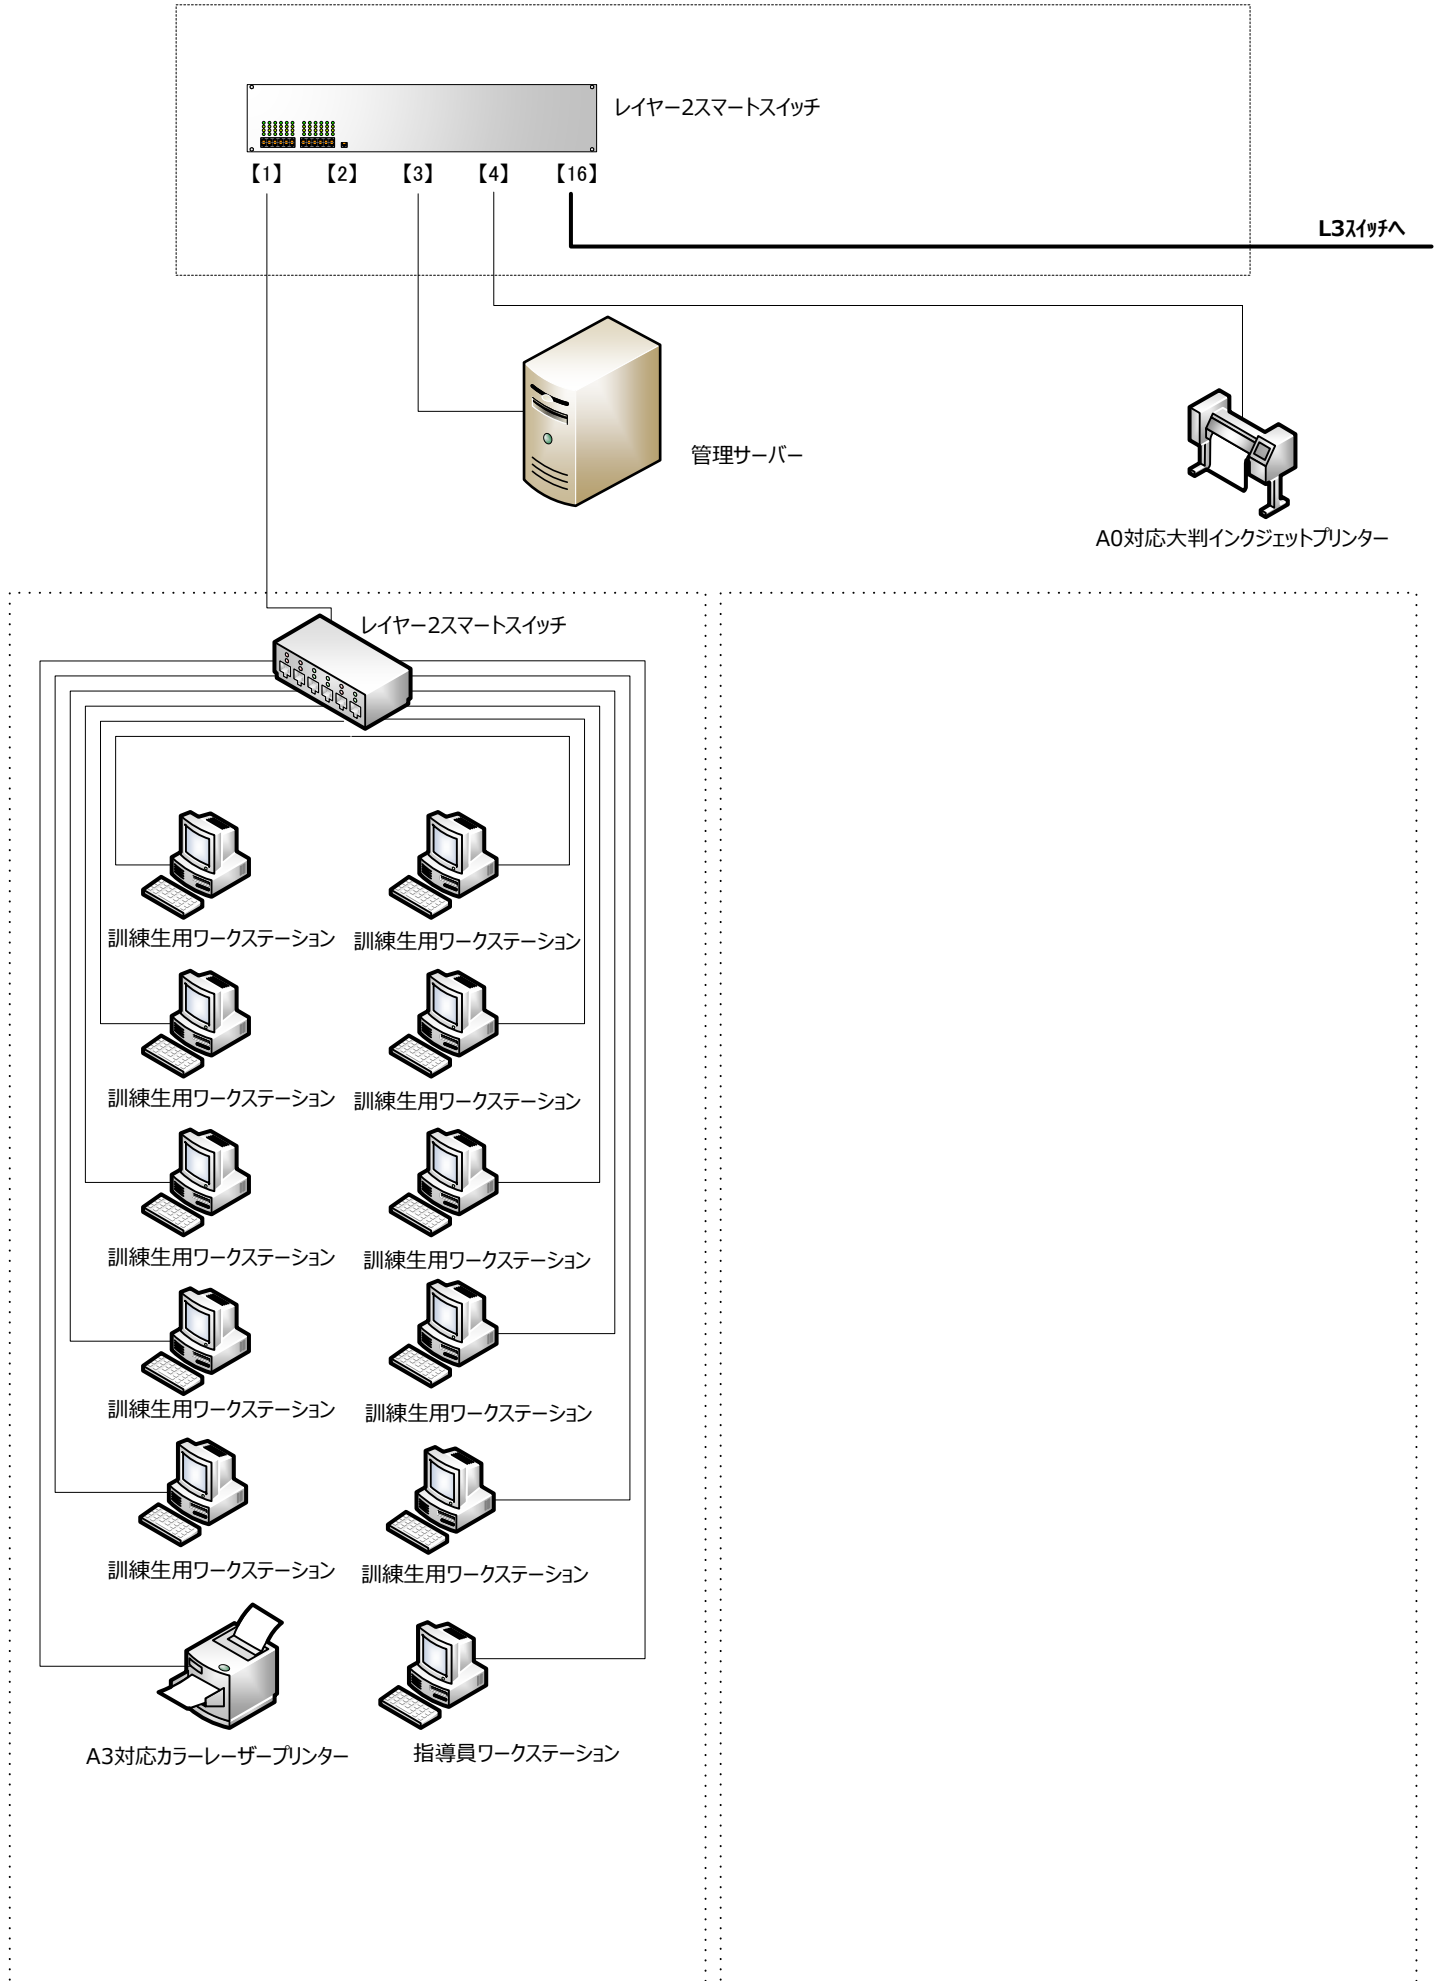 レイヤー2スマートスイッチ
【1】 【2】 【3】 【4】 【16】
L3ｽｲｯﾁへ
管理サーバー
A0対応大判インクジェットプリンター
レイヤー2スマートスイッチ
訓練生用ワークステーション 訓練生用ワークステーション
訓練生用ワークステーション 訓練生用ワークステーション
訓練生用ワークステーション 訓練生用ワークステーション
訓練生用ワークステーション 訓練生用ワークステーション
訓練生用ワークステーション 訓練生用ワークステーション
A3対応カラーレーザープリンター 指導員ワークステーション